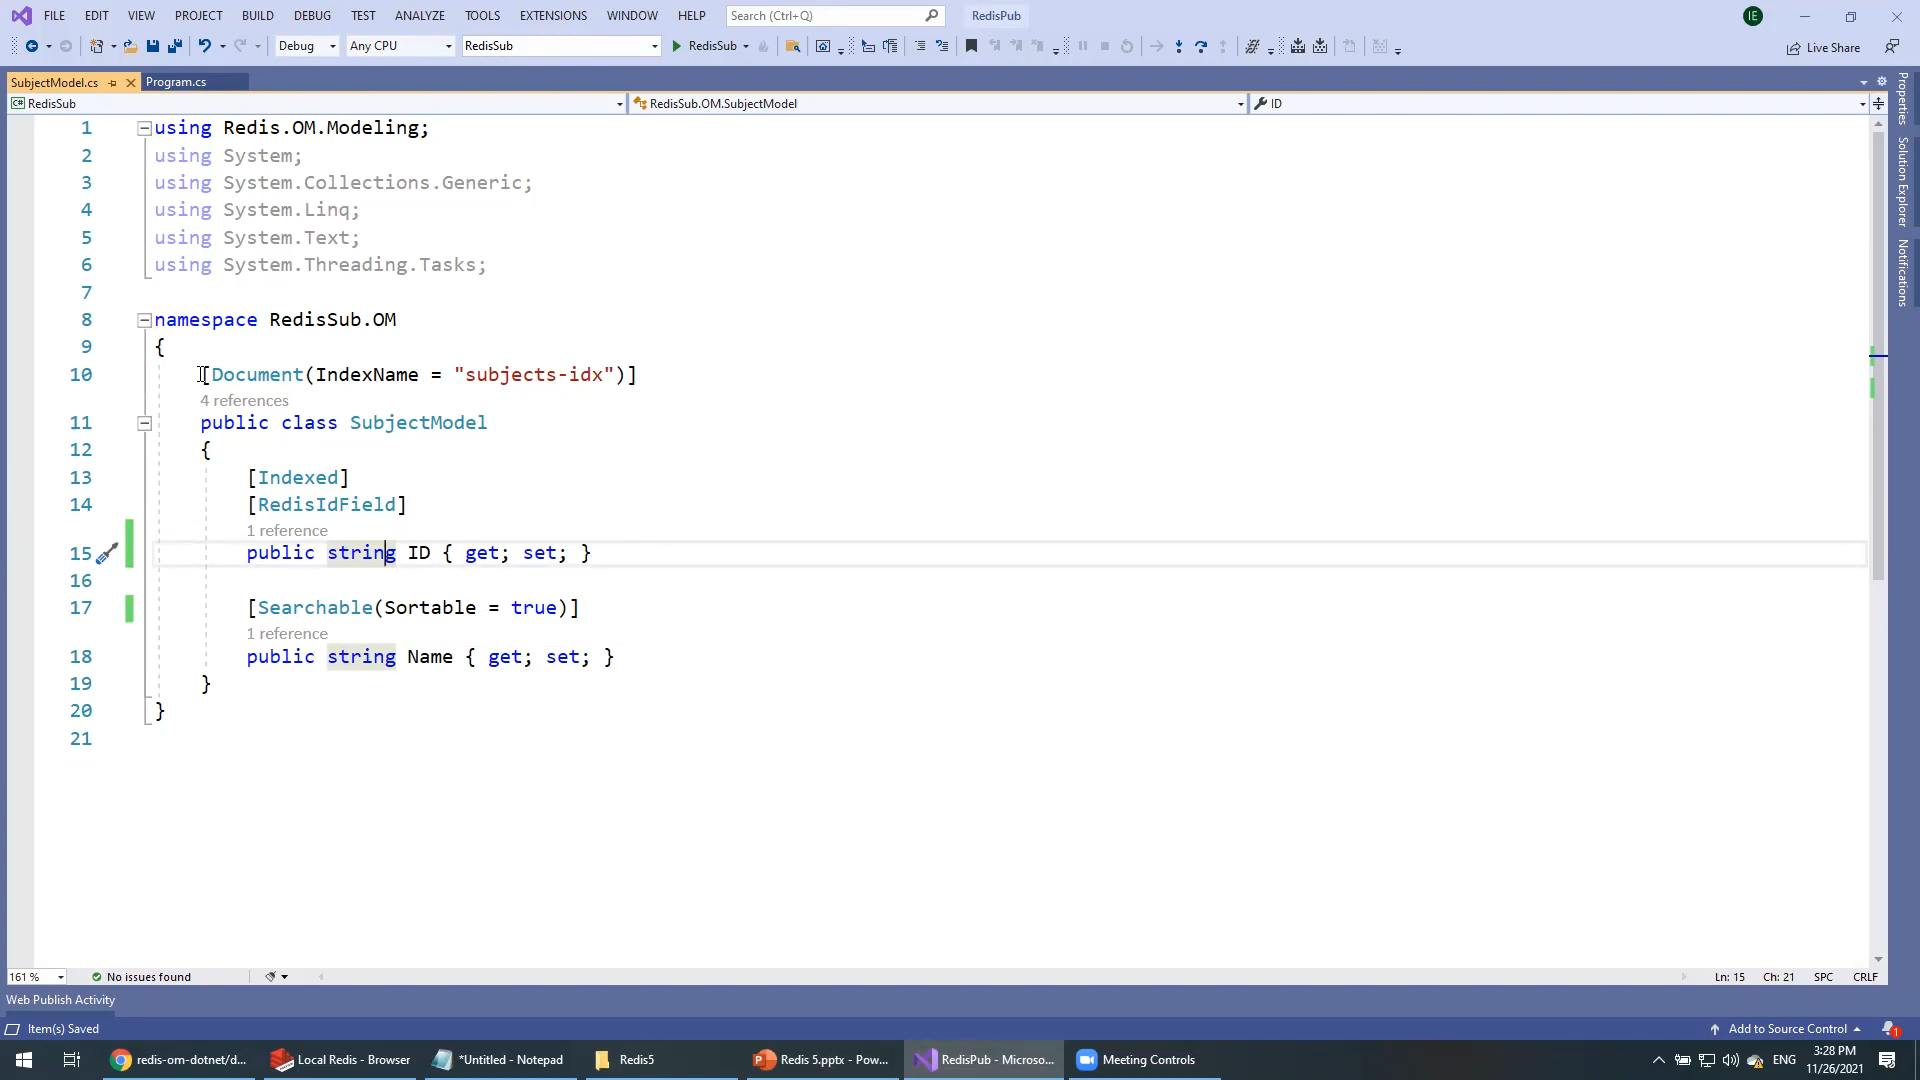 FILE EDIT VIEW PROJECT BUILD DEBUG TEST ANALYZE TOOLS EXTENSIONS WINDOW HELP Search (Ctrl+Q) RedisPub IE
Debug Any CPU RedisSub RedisSub Live Share
SubjectModel.cs Program.cs
C# RedisSub RedisSub.OM.SubjectModel ID
Properties
Solution Explorer
Notifications
1 using Redis.OM.Modeling;
2 using System;
3 using System.Collections.Generic;
4 using System.Linq;
5 using System.Text;
6 using System.Threading.Tasks;
7
8 namespace RedisSub.OM
9 {
10 [Document(IndexName = "subjects-idx")]
4 references
11 public class SubjectModel
12 {
13 [Indexed]
14 [RedisIdField]
1 reference
15 public string ID { get; set; }
16
17 [Searchable(Sortable = true)]
1 reference
18 public string Name { get; set; }
19 }
20 }
21
161 % No issues found Ln: 15 Ch: 21 SPC CRLF
Web Publish Activity
Item(s) Saved Add to Source Control 1
redis-om-dotnet/d... Local Redis - Browser *Untitled - Notepad Redis5 Redis 5.pptx - Pow... RedisPub - Microso... Meeting Controls ENG 3:28 PM
11/26/2021